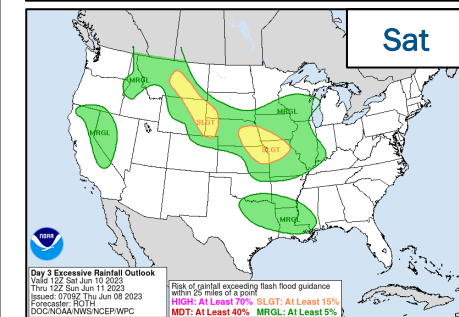 Sat
MRGL
MRGL
SLGT
MRGL
SLGT
MRGL
NOAA
Day 3 Excessive Rainfall Outlook
Valid 12Z Sat Jun 10 2023
Thru 12Z Sun Jun 11 2023
Issued: 0709Z Thu Jun 08 2023
Forecaster: ROTH
DOC/NOAA/NWS/NCEP/WPC
Risk of rainfall exceeding flash flood guidance
within 25 miles of a point
HIGH: At Least 70% SLGT: At Least 15%
MDT: At Least 40% MRGL: At Least 5%